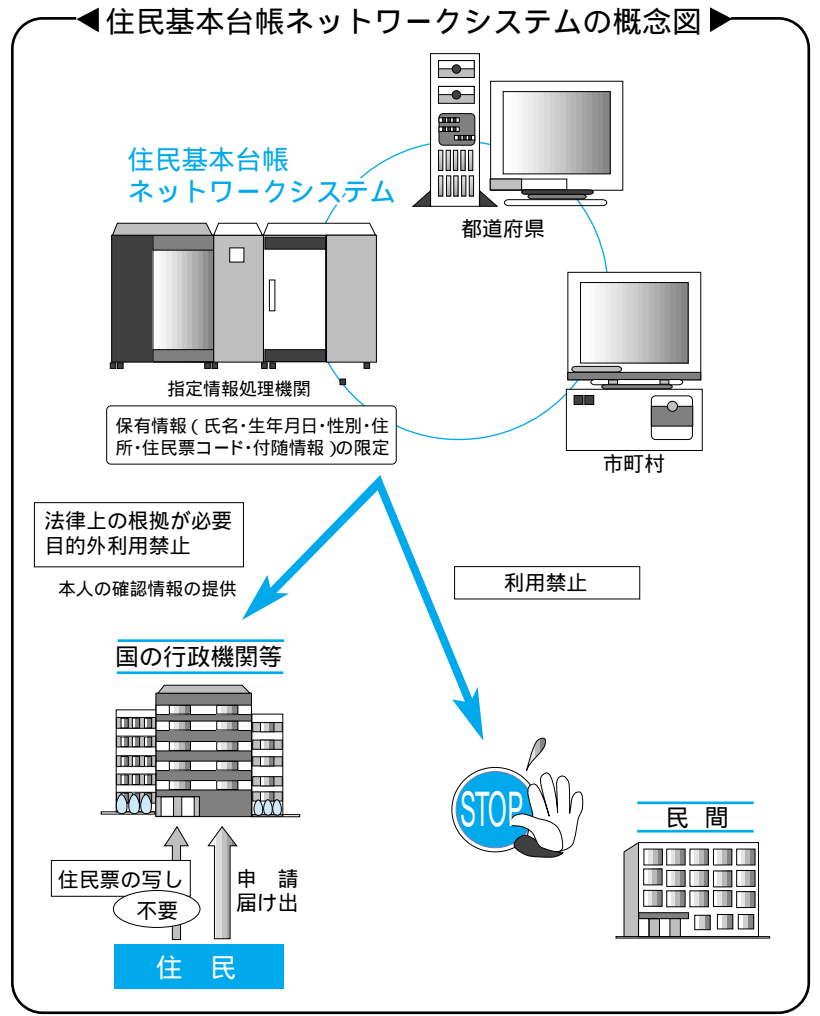 ◀住民基本台帳ネットワークシステムの概念図▶
住民基本台帳
ネットワークシステム
都道府県
指定情報処理機関
保有情報(氏名・生年月日・性別・住
所・住民票コード・付随情報)の限定
市町村
法律上の根拠が必要
目的外利用禁止
本人の確認情報の提供
利用禁止
国の行政機関等
STOP
民 間
住民票の写し
不要
申 請
届け出
住 民